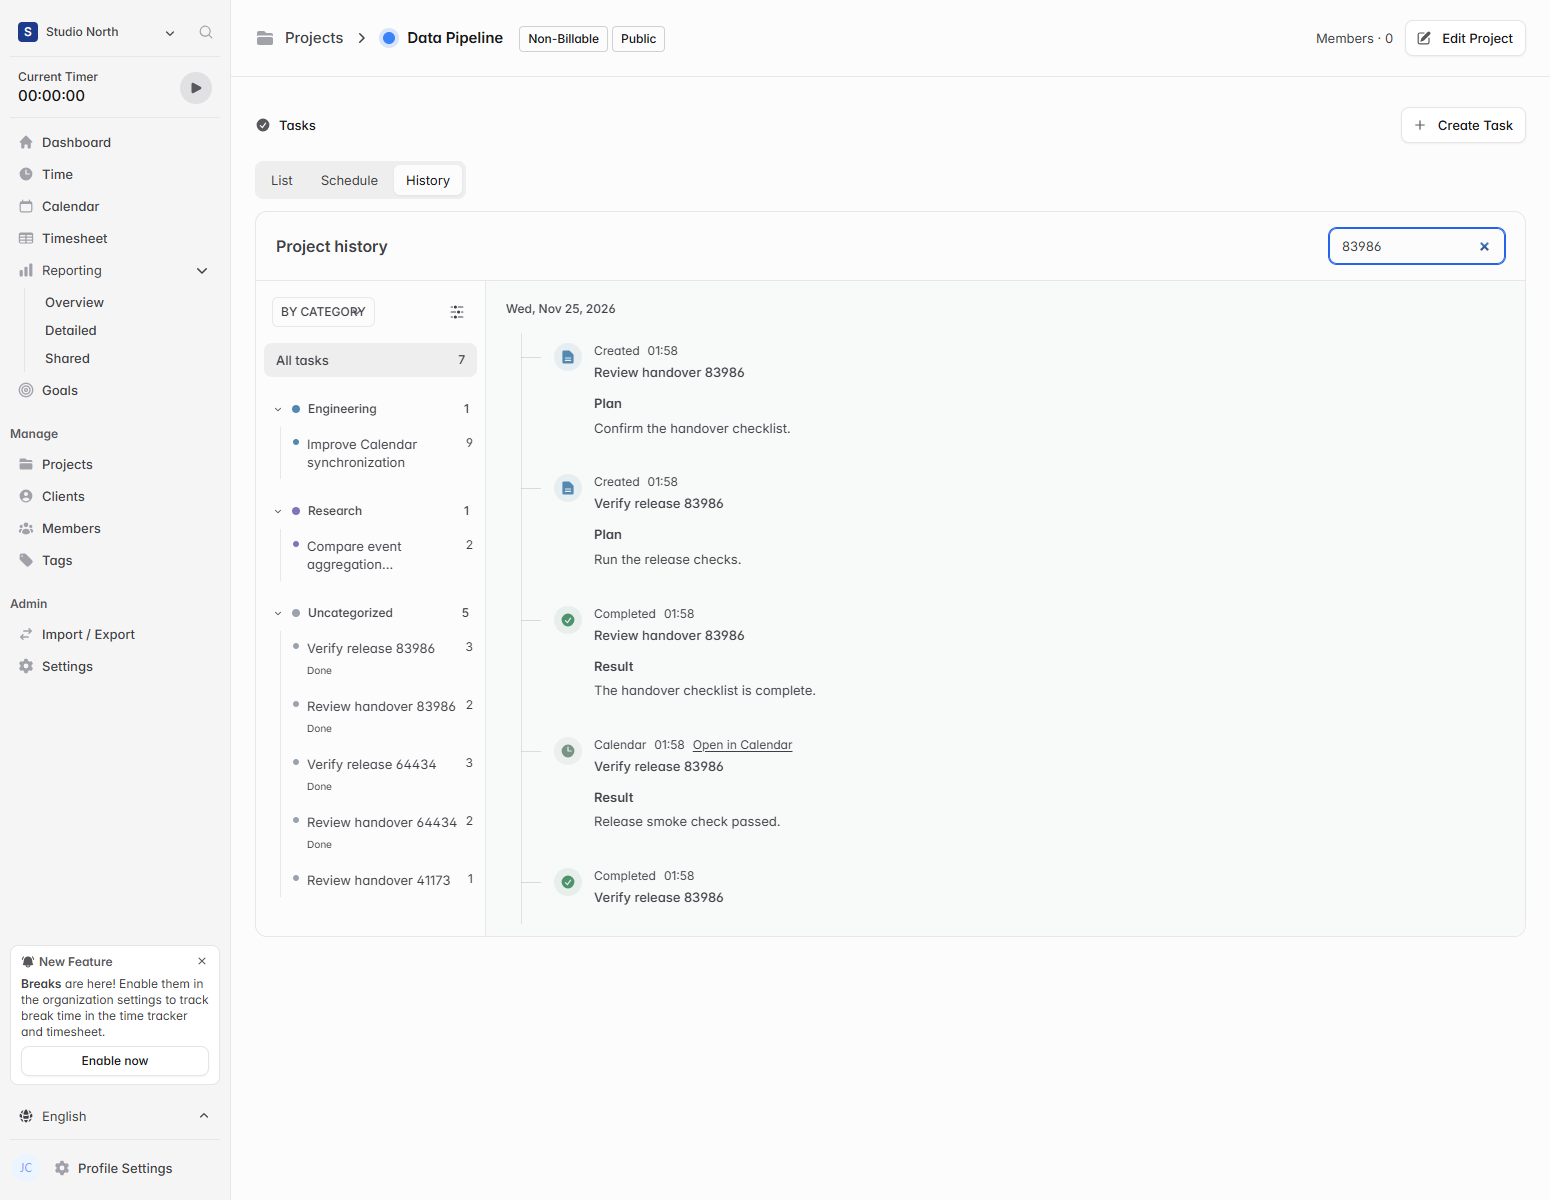 S Studio North
Current Timer
00:00:00
Dashboard
Time
Calendar
Timesheet
Reporting
Overview
Detailed
Shared
Goals
Manage
Projects
Clients
Members
Tags
Admin
Import / Export
Settings
New Feature
Breaks are here! Enable them in
the organization settings to track
break time in the time tracker
and timesheet.
Enable now
English
JC Profile Settings
Projects > Data Pipeline Non-Billable Public
Members · 0 Edit Project
Tasks
Create Task
List Schedule History
Project history
83986
BY CATEGORY
All tasks 7
Engineering 1
Improve Calendar 9
synchronization
Research 1
Compare event 2
aggregation...
Uncategorized 5
Verify release 83986 3
Done
Review handover 83986 2
Done
Verify release 64434 3
Done
Review handover 64434 2
Done
Review handover 41173 1
Wed, Nov 25, 2026
Created 01:58
Review handover 83986
Plan
Confirm the handover checklist.
Created 01:58
Verify release 83986
Plan
Run the release checks.
Completed 01:58
Review handover 83986
Result
The handover checklist is complete.
Calendar 01:58 Open in Calendar
Verify release 83986
Result
Release smoke check passed.
Completed 01:58
Verify release 83986